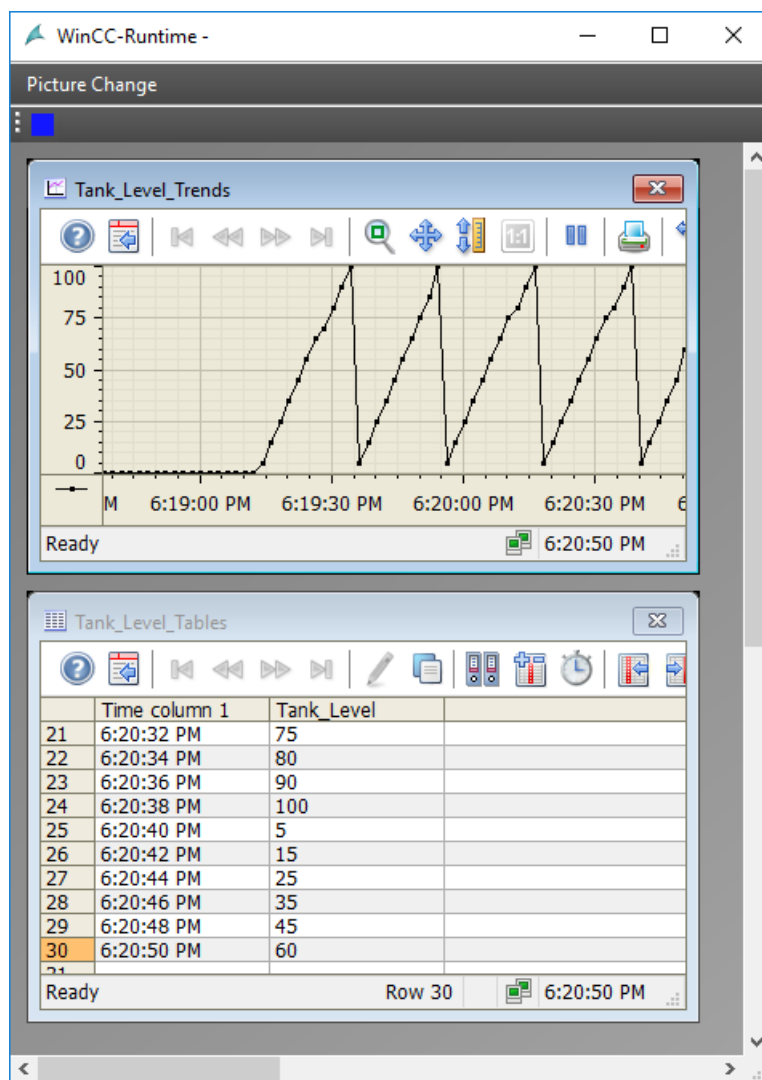 WinCC-Runtime -
Picture Change
Tank_Level_Trends
1:1
100
75
50
25
0
M 6:19:00 PM 6:19:30 PM 6:20:00 PM 6:20:30 PM
Ready 6:20:50 PM
Tank_Level_Tables
Time column 1 Tank_Level
21 6:20:32 PM 75
22 6:20:34 PM 80
23 6:20:36 PM 90
24 6:20:38 PM 100
25 6:20:40 PM 5
26 6:20:42 PM 15
27 6:20:44 PM 25
28 6:20:46 PM 35
29 6:20:48 PM 45
30 6:20:50 PM 60
Ready Row 30 6:20:50 PM